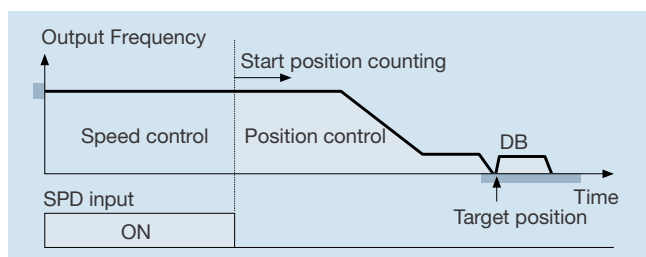 Output Frequency
Start position counting
Speed control
Position control
DB
Time
SPD input
Target position
ON